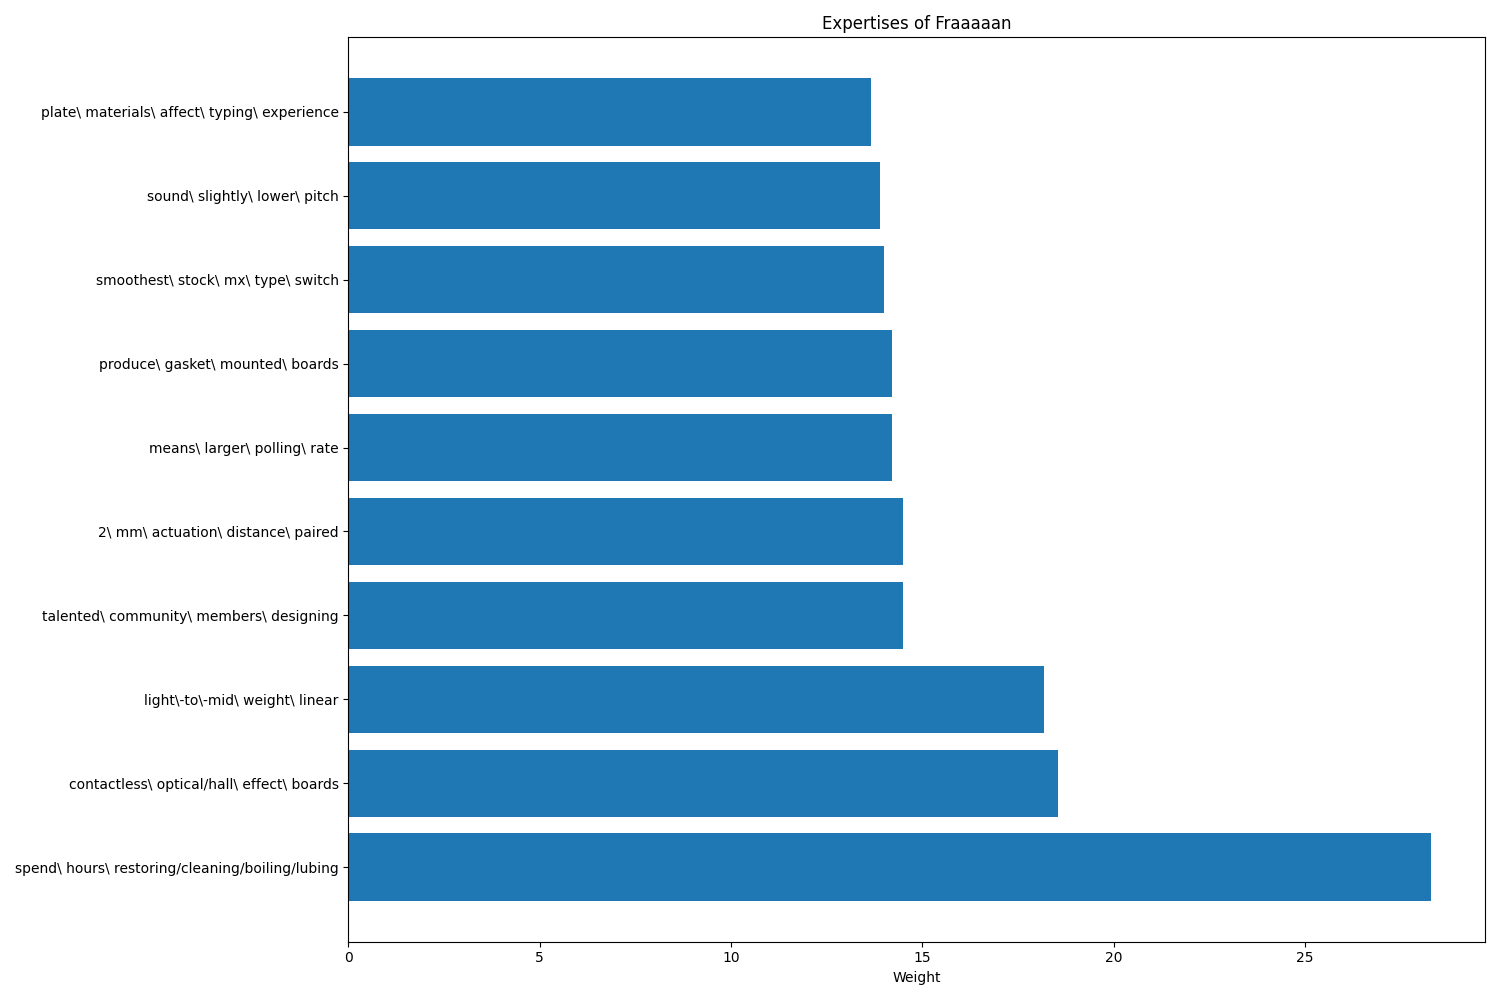 Expertises of Fraaaaan
plate\ materials\ affect\ typing\ experience
sound\ slightly\ lower\ pitch
smoothest\ stock\ mx\ type\ switch
produce\ gasket\ mounted\ boards
means\ larger\ polling\ rate
2\ mm\ actuation\ distance\ paired
talented\ community\ members\ designing
light\-to\-mid\ weight\ linear
contactless\ optical/hall\ effect\ boards
spend\ hours\ restoring/cleaning/boiling/lubing
0 5 10 15 20 25
Weight